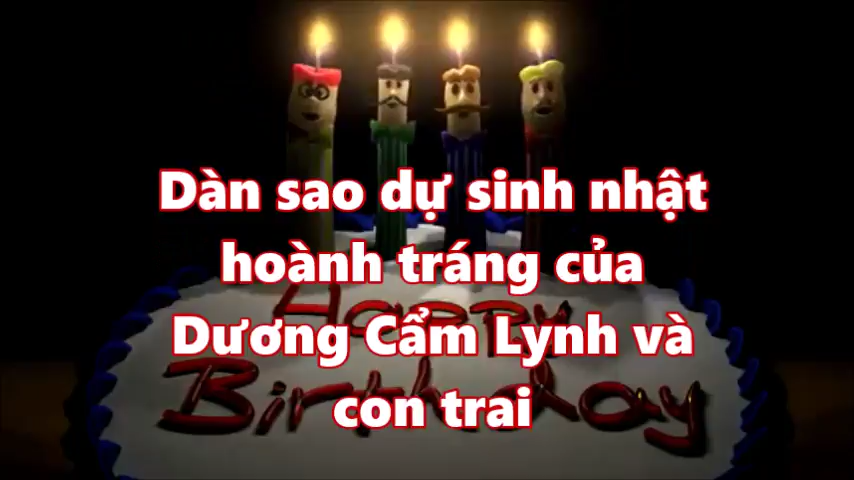 Dàn sao dự sinh nhật
hoành tráng của
Dương Cẩm Lynh và
con trai
Happy
Birthday